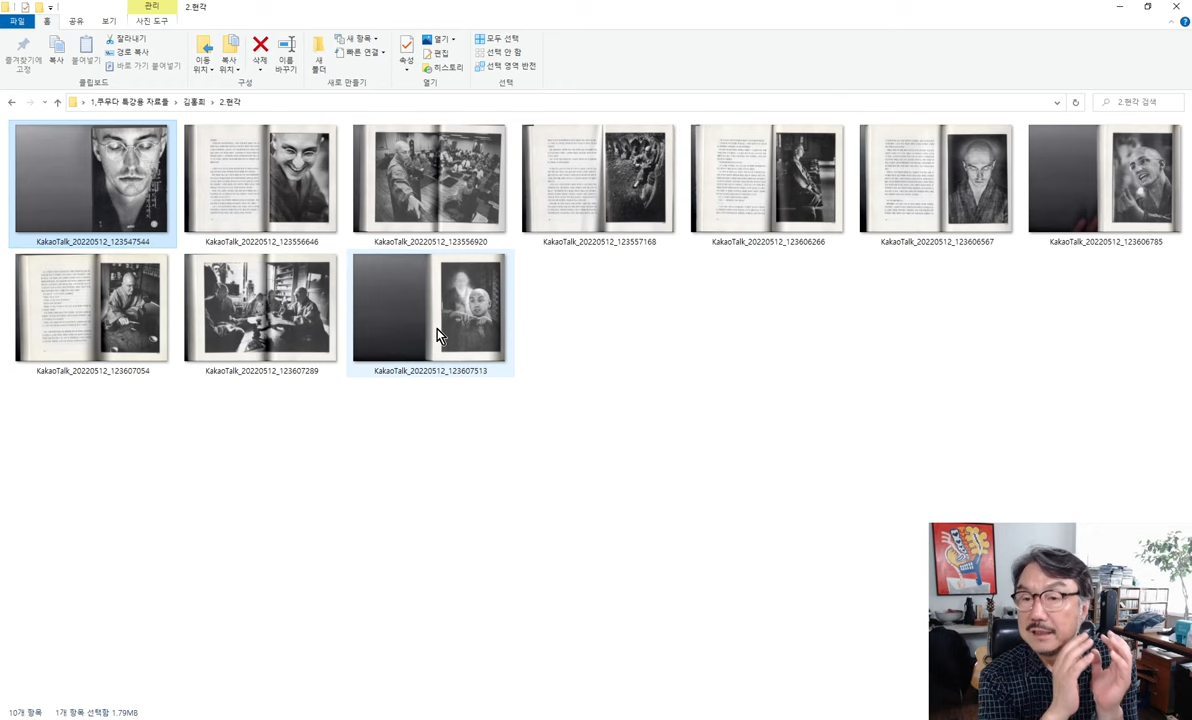 관리
2.현각
파일
홈
공유
보기
사진 도구
즐겨찾기에
고정
복사
붙여넣기
잘라내기
경로 복사
바로 가기 붙여넣기
클립보드
이동
위치
복사
위치
삭제
이름
바꾸기
구성
새
폴더
새 항목
빠른 연결
새로 만들기
속성
열기
편집
히스토리
열기
모두 선택
선택 안 함
선택 영역 반전
선택
1,쿠우다 특강용 자료들 > 김홍희 > 2.현각
2.현각 검색
KakaoTalk_20220512_123547544
KakaoTalk_20220512_123556646
KakaoTalk_20220512_123556920
KakaoTalk_20220512_123557168
KakaoTalk_20220512_123606266
KakaoTalk_20220512_123606567
KakaoTalk_20220512_123606785
KakaoTalk_20220512_123607054
KakaoTalk_20220512_123607289
KakaoTalk_20220512_123607513
10개 항목
1개 항목 선택함 1.79MB